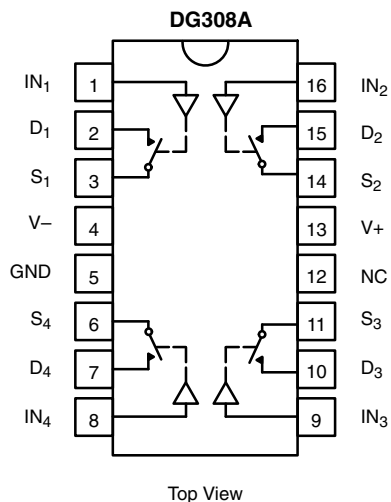 DG308A
IN1 1 16 IN2
D1 2 15 D2
S1 3 14 S2
V– 4 13 V+
GND 5 12 NC
S4 6 11 S3
D4 7 10 D3
IN4 8 9 IN3
Top View